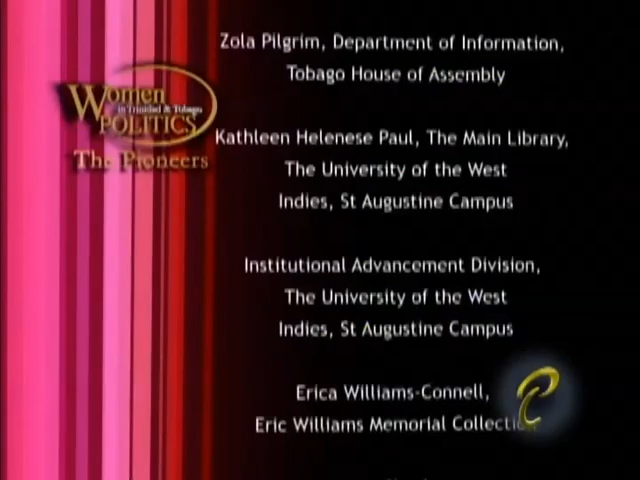 Women
in Trinidad & Tobago
POLITICS
The Pioneers
Zola Pilgrim, Department of Information,
Tobago House of Assembly
Kathleen Helenese Paul, The Main Library,
The University of the West
Indies, St Augustine Campus
Institutional Advancement Division,
The University of the West
Indies, St Augustine Campus
Erica Williams-Connell,
Eric Williams Memorial Collection